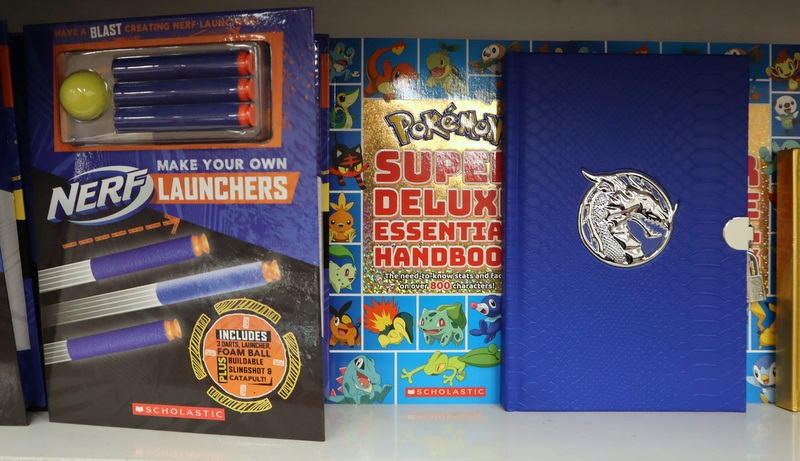 HAVE A BLAST CREATING NERF-LAUNCHERS!
NERF
MAKE YOUR OWN
LAUNCHERS
INCLUDES
3 DARTS, LAUNCHER,
FOAM BALL
PLUS BUILDABLE
SLINGSHOT &
CATAPULT!
SCHOLASTIC
POKéMON
SUPE
DELUX
ESSENTIA
HANDBOO
The need-to-know stats and fac
on over 800 characters!
SCHOLASTIC